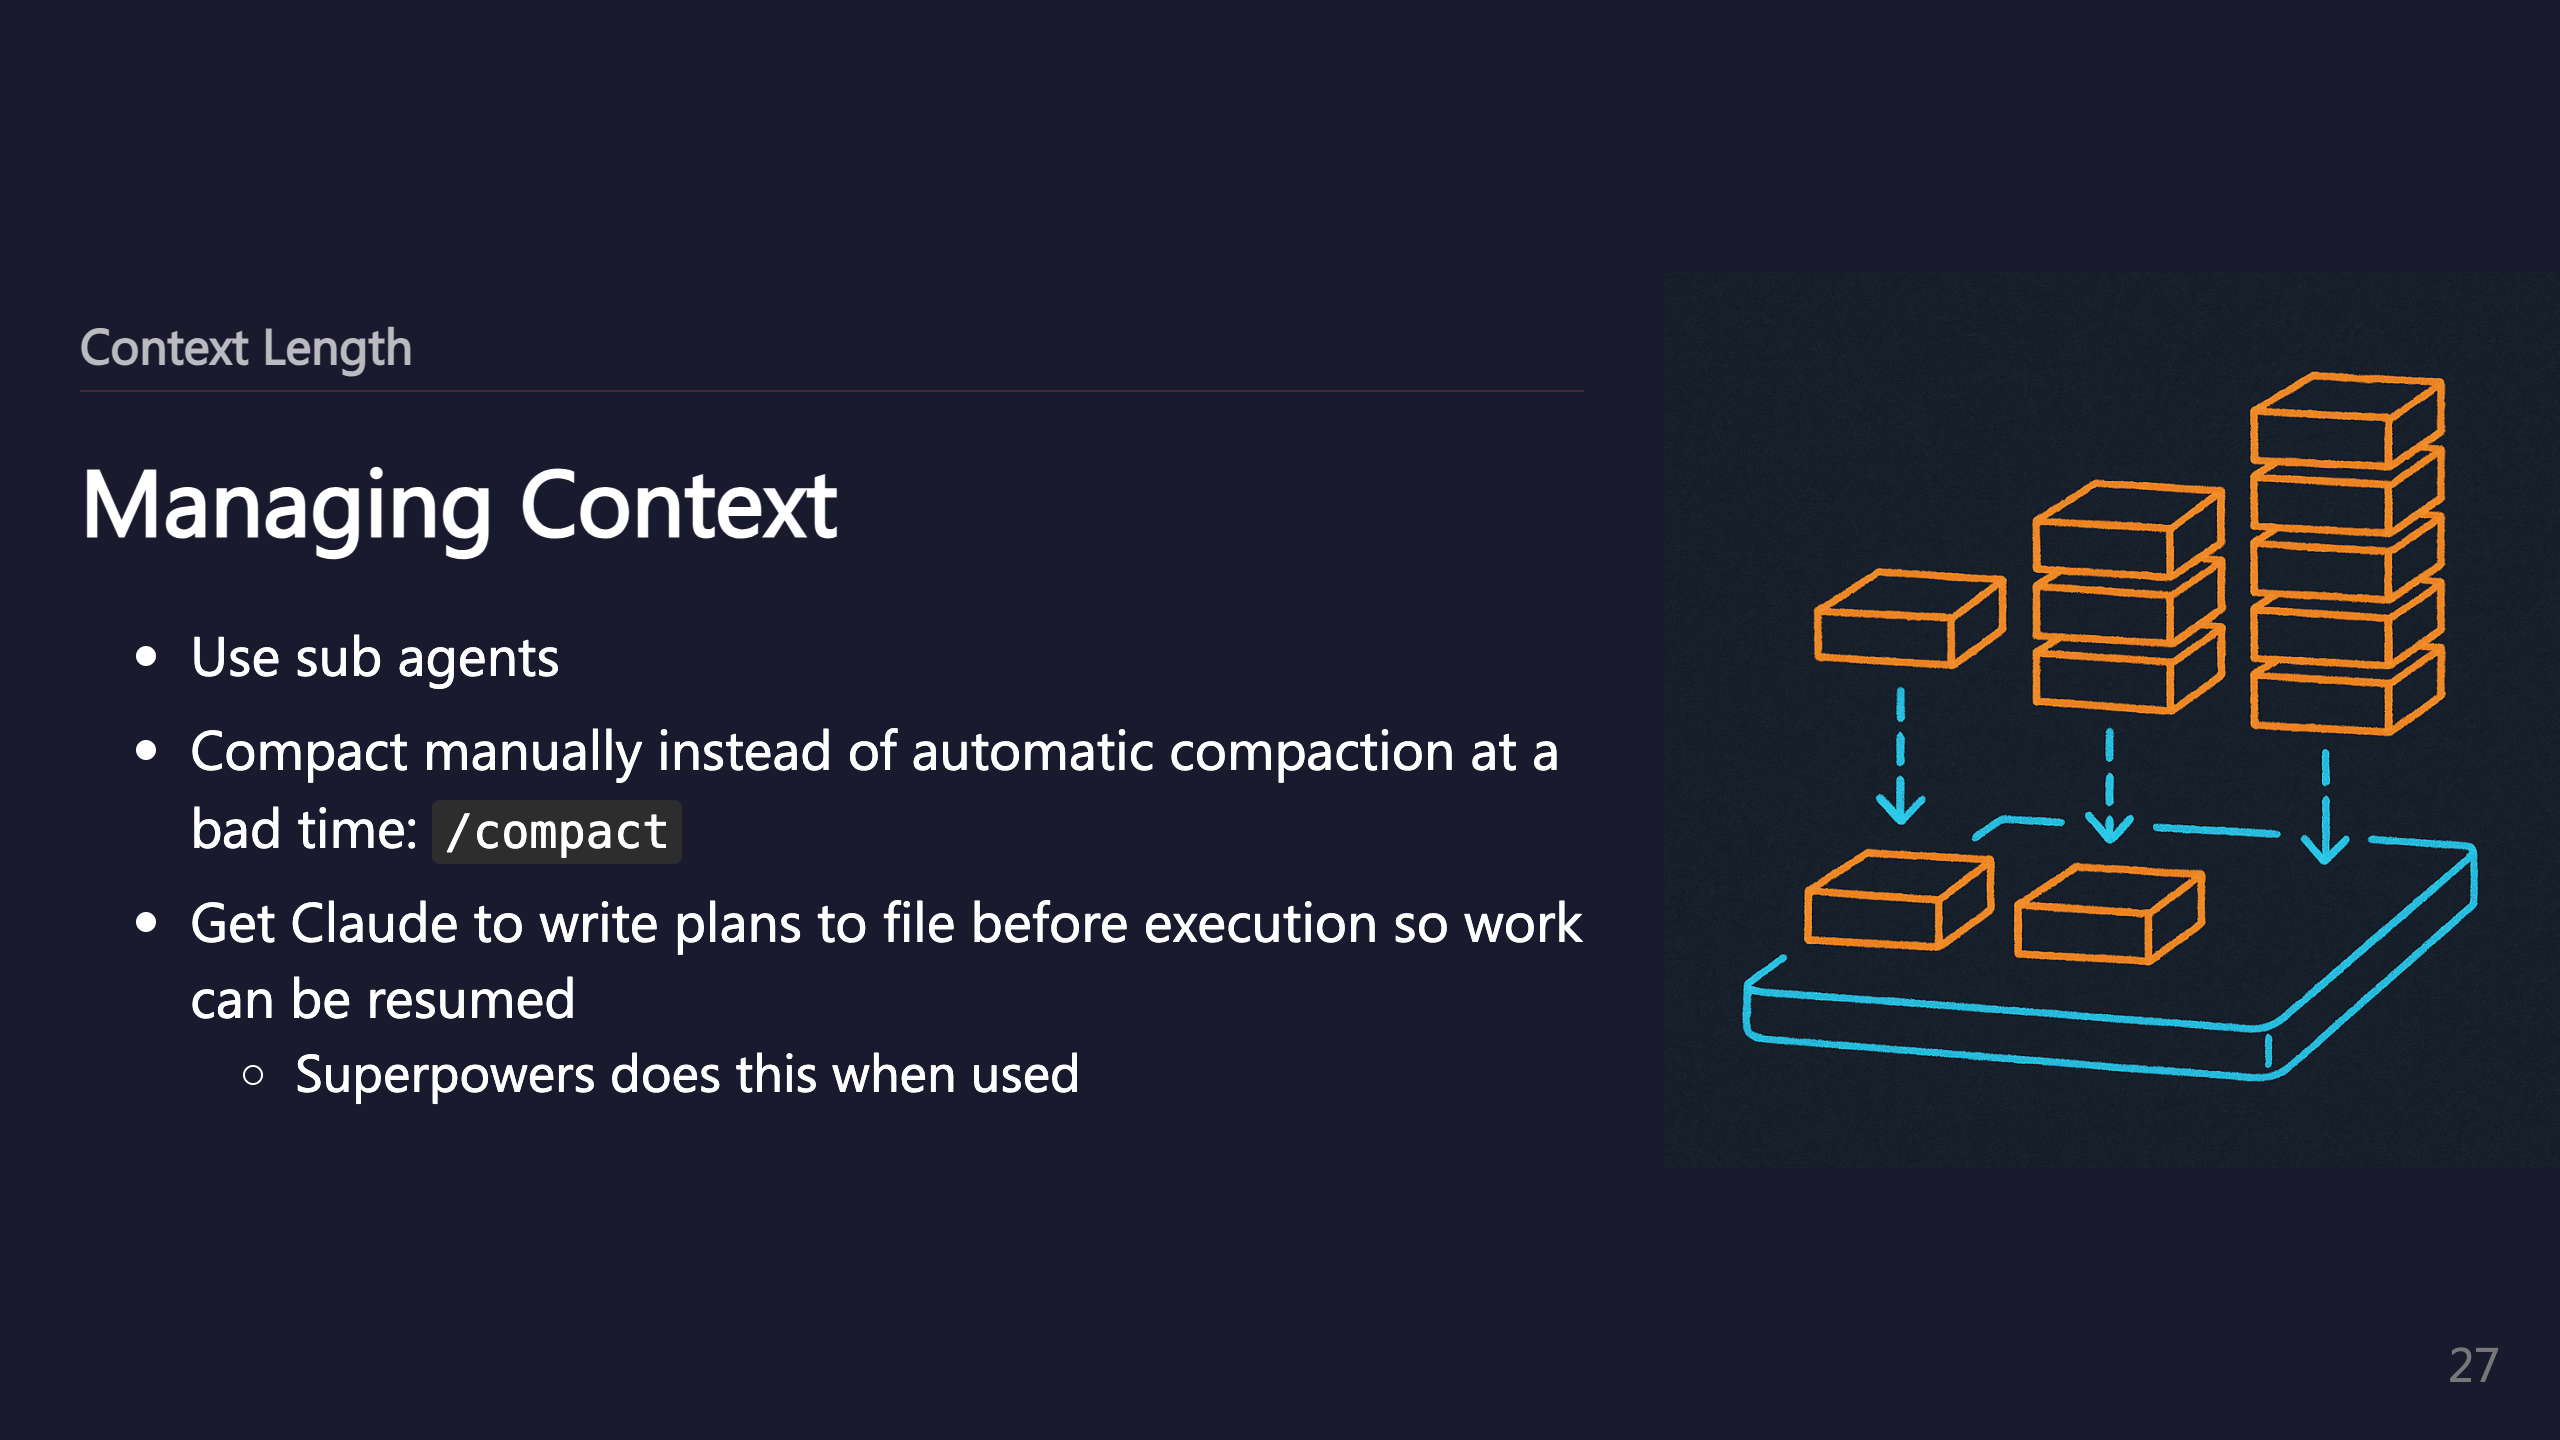 Context Length
Managing Context
Use sub agents
Compact manually instead of automatic compaction at a
bad time: /compact
Get Claude to write plans to file before execution so work
can be resumed
Superpowers does this when used
27